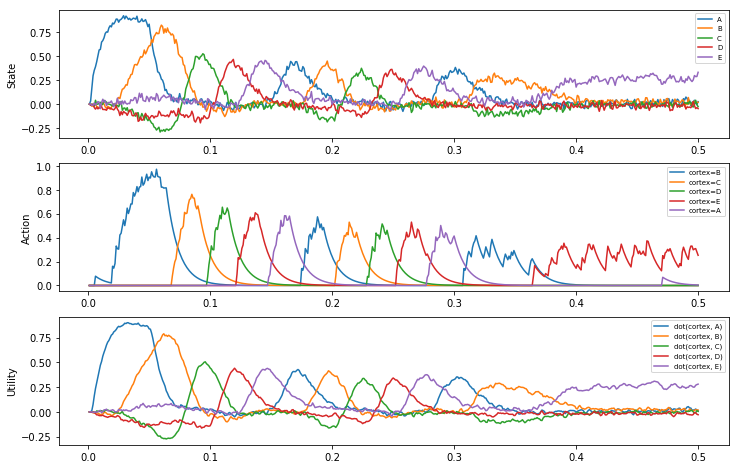 State
0.75
0.50
0.25
0.00
−0.25
A
B
C
D
E
0.0 0.1 0.2 0.3 0.4 0.5
Action
1.0
0.8
0.6
0.4
0.2
0.0
cortex=B
cortex=C
cortex=D
cortex=E
cortex=A
0.0 0.1 0.2 0.3 0.4 0.5
Utility
0.75
0.50
0.25
0.00
−0.25
dot(cortex, A)
dot(cortex, B)
dot(cortex, C)
dot(cortex, D)
dot(cortex, E)
0.0 0.1 0.2 0.3 0.4 0.5